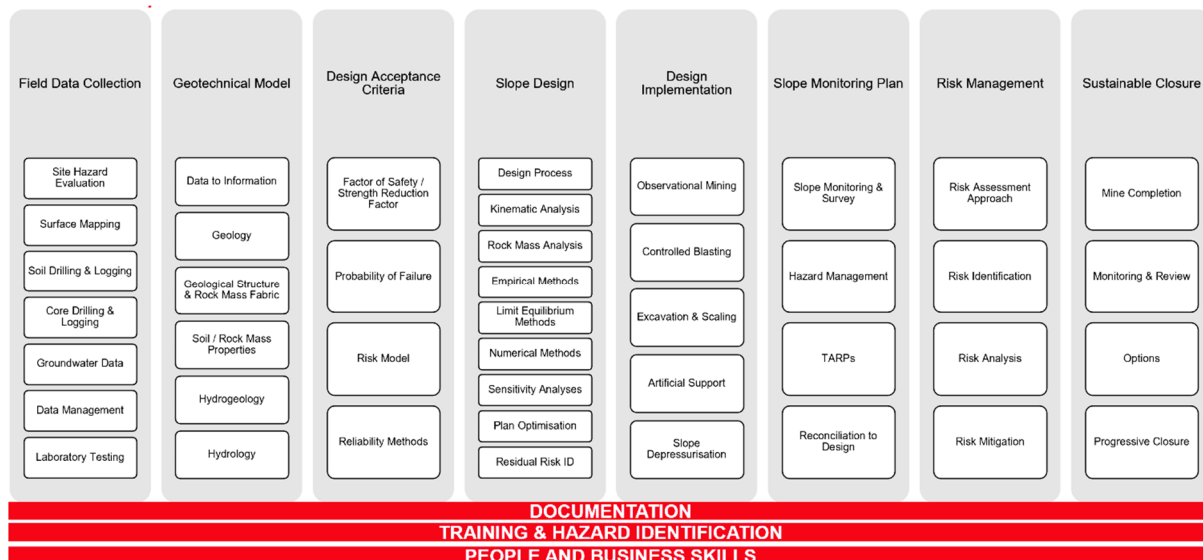 Field Data Collection
Site Hazard
Evaluation
Surface Mapping
Soil Drilling & Logging
Core Drilling &
Logging
Groundwater Data
Data Management
Laboratory Testing
Geotechnical Model
Data to Information
Geology
Geological Structure
& Rock Mass Fabric
Soil / Rock Mass
Properties
Hydrogeology
Hydrology
Design Acceptance
Criteria
Factor of Safety /
Strength Reduction
Factor
Probability of Failure
Risk Model
Reliability Methods
Slope Design
Design Process
Kinematic Analysis
Rock Mass Analysis
Empirical Methods
Limit Equilibrium
Methods
Numerical Methods
Sensitivity Analyses
Plan Optimisation
Residual Risk ID
Design
Implementation
Observational Mining
Controlled Blasting
Excavation & Scaling
Artificial Support
Slope
Depressurisation
Slope Monitoring Plan
Slope Monitoring &
Survey
Hazard Management
TARPs
Reconciliation to
Design
Risk Management
Risk Assessment
Approach
Risk Identification
Risk Analysis
Risk Mitigation
Sustainable Closure
Mine Completion
Monitoring & Review
Options
Progressive Closure
DOCUMENTATION
TRAINING & HAZARD IDENTIFICATION
PEOPLE AND BUSINESS SKILLS